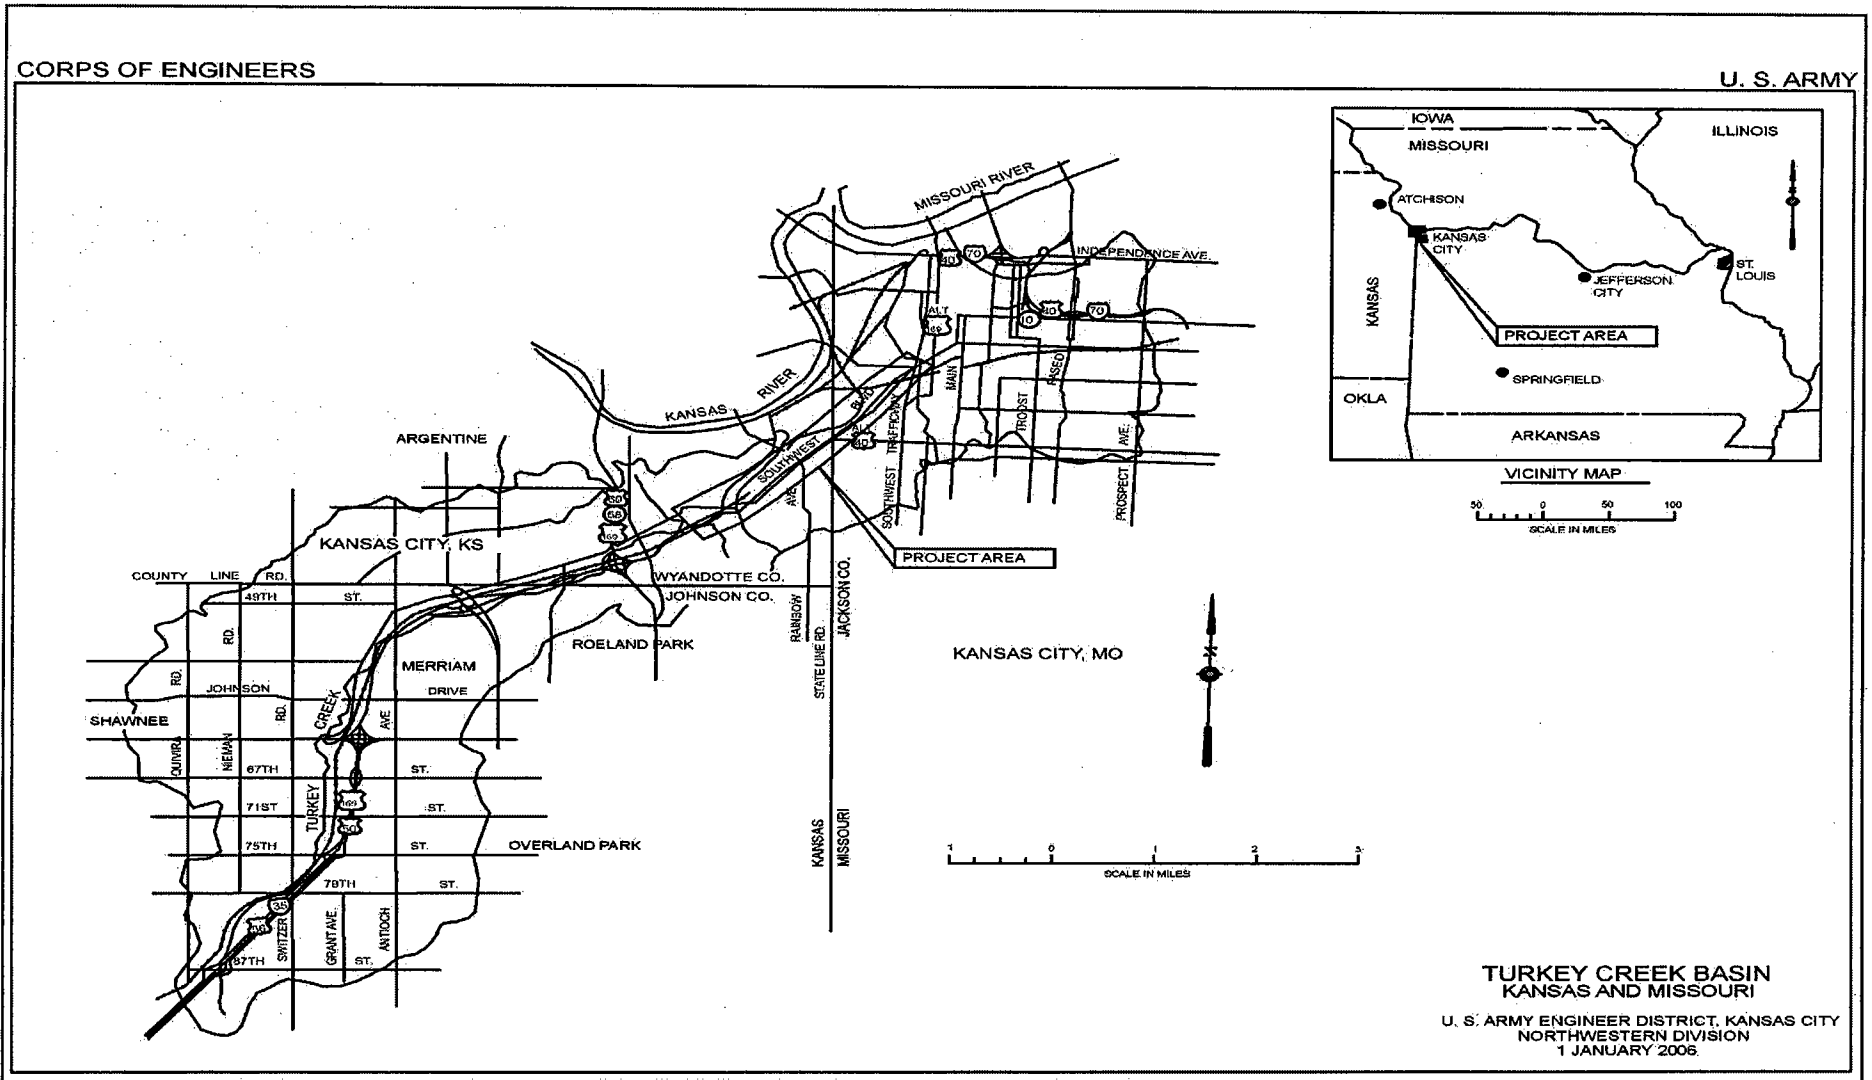 CORPS OF ENGINEERS
U. S. ARMY
IOWA
MISSOURI
ILLINOIS
ATCHISON
KANSAS
CITY
ST.
LOUIS
JEFFERSON
CITY
KANSAS
PROJECT AREA
SPRINGFIELD
OKLA
ARKANSAS
VICINITY MAP
50 0 50 100
SCALE IN MILES
MISSOURI RIVER
INDEPENDENCE AVE.
40
70
ALT
169
40
70
MAIN
TROOST
PROSPECT AVE.
KANSAS RIVER
SOUTHWEST BLVD
ALT
40
SOUTHWEST TRAFFICWAY
ARGENTINE
69
KANSAS CITY, KS
PROJECT AREA
COUNTY LINE RD.
WYANDOTTE CO.
JOHNSON CO.
49TH ST.
RAINBOW AVE.
STATE LINE RD.
JACKSON CO.
ROELAND PARK
KANSAS CITY, MO
N
MERRIAM
JOHNSON DRIVE
SHAWNEE
QUIVIRA RD.
NIEMAN RD.
SWITZER RD.
TURKEY CREEK
ANTIOCH AVE
67TH ST.
169
71ST ST.
50
75TH ST.
OVERLAND PARK
KANSAS
MISSOURI
79TH ST.
35
GRANT AVE.
87TH ST.
1 0 1 2 3
SCALE IN MILES
TURKEY CREEK BASIN
KANSAS AND MISSOURI
U. S. ARMY ENGINEER DISTRICT, KANSAS CITY
NORTHWESTERN DIVISION
1 JANUARY 2006